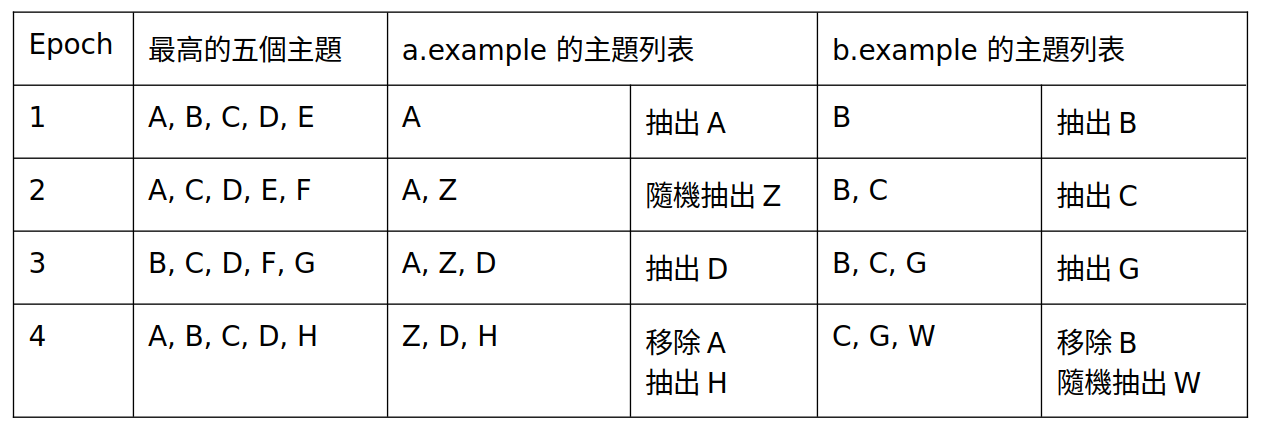 Epoch
最高的五個主題
a.example 的主題列表
b.example 的主題列表
1
A, B, C, D, E
A
抽出 A
B
抽出 B
2
A, C, D, E, F
A, Z
隨機抽出 Z
B, C
抽出 C
3
B, C, D, F, G
A, Z, D
抽出 D
B, C, G
抽出 G
4
A, B, C, D, H
Z, D, H
移除 A
抽出 H
C, G, W
移除 B
隨機抽出 W